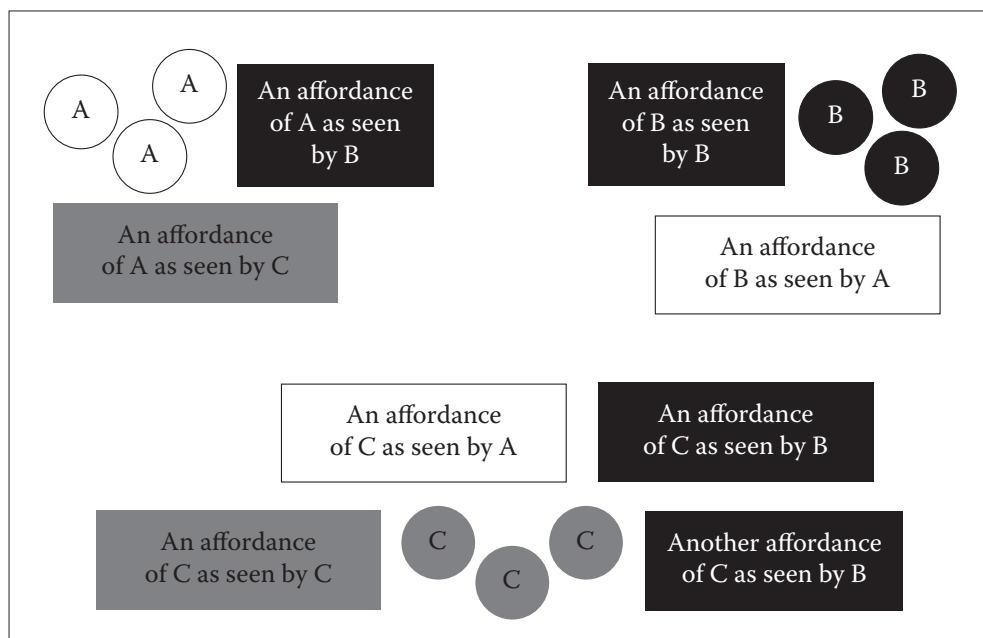 A
A
A
An affordance
of A as seen
by B
An affordance
of A as seen by C
An affordance
of B as seen
by B
B
B
B
An affordance
of B as seen by A
An affordance
of C as seen by A
An affordance
of C as seen by B
An affordance
of C as seen by C
C
C
C
Another affordance
of C as seen by B